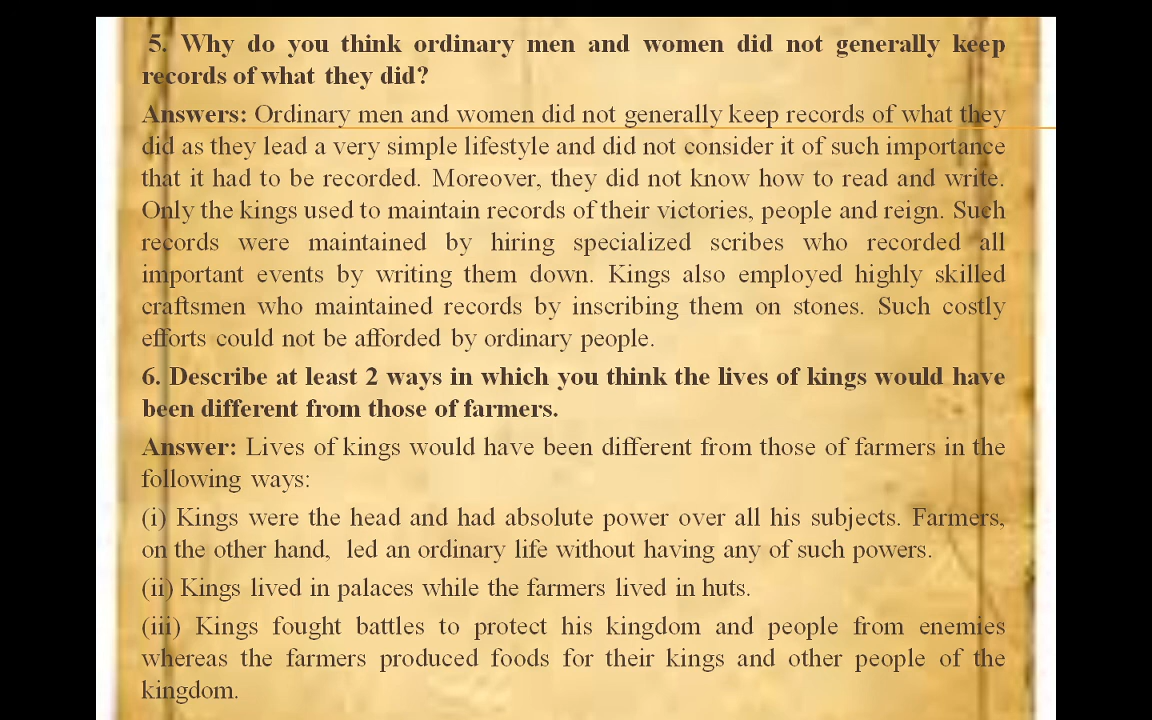 5. Why do you think ordinary men and women did not generally keep
records of what they did?
Answers: Ordinary men and women did not generally keep records of what they
did as they lead a very simple lifestyle and did not consider it of such importance
that it had to be recorded. Moreover, they did not know how to read and write.
Only the kings used to maintain records of their victories, people and reign. Such
records were maintained by hiring specialized scribes who recorded all
important events by writing them down. Kings also employed highly skilled
craftsmen who maintained records by inscribing them on stones. Such costly
efforts could not be afforded by ordinary people.
6. Describe at least 2 ways in which you think the lives of kings would have
been different from those of farmers.
Answer: Lives of kings would have been different from those of farmers in the
following ways:
(i) Kings were the head and had absolute power over all his subjects. Farmers,
on the other hand, led an ordinary life without having any of such powers.
(ii) Kings lived in palaces while the farmers lived in huts.
(iii) Kings fought battles to protect his kingdom and people from enemies
whereas the farmers produced foods for their kings and other people of the
kingdom.